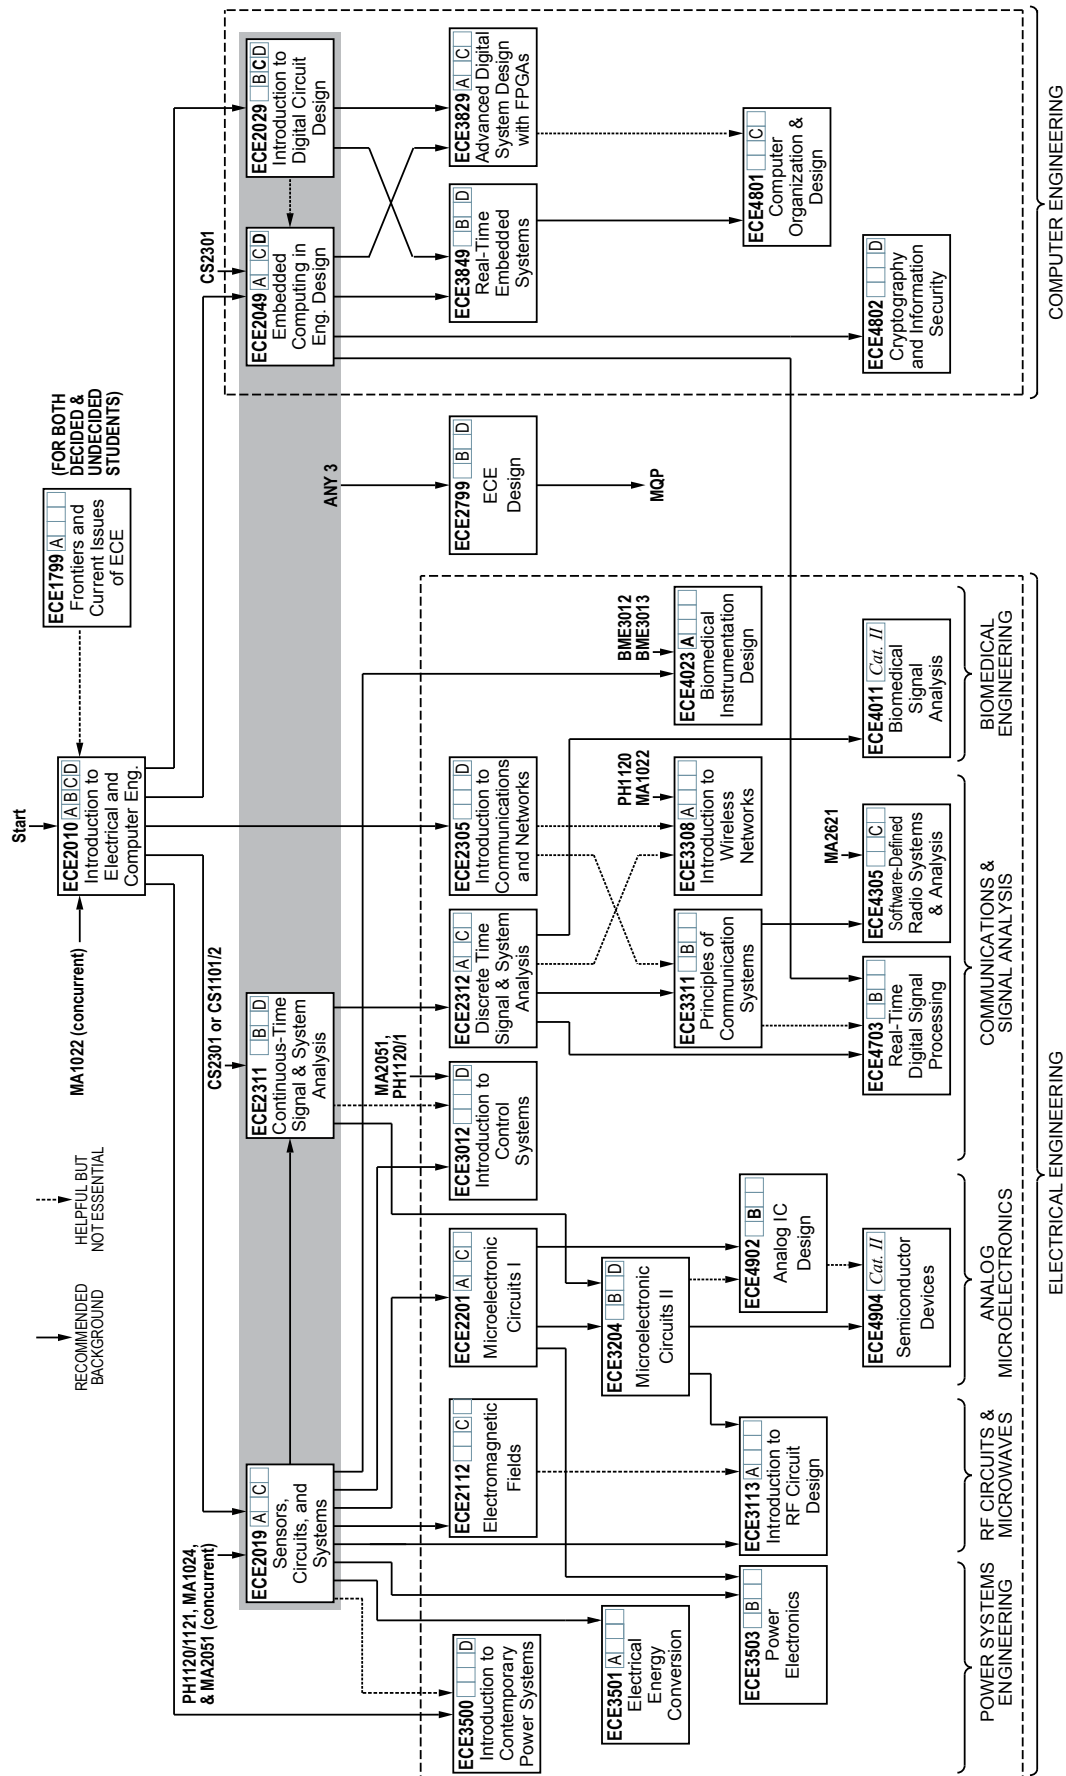 Start
MA1022 (concurrent)
RECOMMENDED
BACKGROUND
HELPFUL BUT
NOT ESSENTIAL
ECE2010 A B C D
Introduction to
Electrical and
Computer Eng.
ECE1799 A
Frontiers and
Current Issues
of ECE
(FOR BOTH
DECIDED &
UNDECIDED
STUDENTS)
PH1120/1121, MA1024,
& MA2051 (concurrent)
ECE2019 A C
Sensors,
Circuits, and
Systems
CS2301 or CS1101/2
ECE2311 B D
Continuous-Time
Signal & System
Analysis
CS2301
ECE2049 A C D
Embedded
Computing in
Eng. Design
ECE2029 B C D
Introduction to
Digital Circuit
Design
ANY 3
MA2051,
PH1120/1
ECE3500 D
Introduction to
Contemporary
Power Systems
ECE2112 C
Electromagnetic
Fields
ECE2201 A C
Microelectronic
Circuits I
ECE3012 D
Introduction to
Control
Systems
ECE2312 A C
Discrete Time
Signal & System
Analysis
ECE2305 D
Introduction to
Communications
and Networks
ECE2799 B D
ECE
Design
MQP
ECE3849 B D
Real-Time
Embedded
Systems
ECE3829 A C
Advanced Digital
System Design
with FPGAs
ECE3501 A
Electrical
Energy
Conversion
ECE3204 B D
Microelectronic
Circuits II
PH1120
MA1022
BME3012
BME3013
ECE3311 B
Principles of
Communication
Systems
ECE3308 A
Introduction to
Wireless
Networks
ECE4023 A
Biomedical
Instrumentation
Design
ECE3503 B
Power
Electronics
ECE3113 A
Introduction to
RF Circuit
Design
ECE4902 B
Analog IC
Design
ECE4801 C
Computer
Organization &
Design
MA2621
ECE4904 Cat. II
Semiconductor
Devices
ECE4703 B
Real-Time
Digital Signal
Processing
ECE4305 C
Software-Defined
Radio Systems
& Analysis
ECE4011 Cat. II
Biomedical
Signal
Analysis
ECE4802 D
Cryptography
and Information
Security
POWER SYSTEMS
ENGINEERING
RF CIRCUITS &
MICROWAVES
ANALOG
MICROELECTRONICS
COMMUNICATIONS &
SIGNAL ANALYSIS
BIOMEDICAL
ENGINEERING
ELECTRICAL ENGINEERING
COMPUTER ENGINEERING